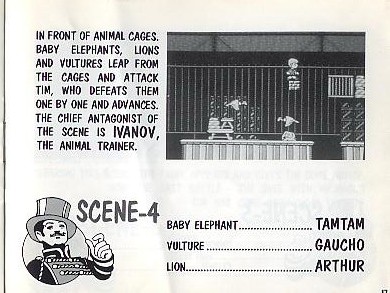 IN FRONT OF ANIMAL CAGES.
BABY ELEPHANTS, LIONS
AND VULTURES LEAP FROM
THE CAGES AND ATTACK
TIM, WHO DEFEATS THEM
ONE BY ONE AND ADVANCES.
THE CHIEF ANTAGONIST OF
THE SCENE IS IVANOV,
THE ANIMAL TRAINER.
SCENE-4
BABY ELEPHANT.....................TAMTAM
VULTURE..............................GAUCHO
LION...................................ARTHUR